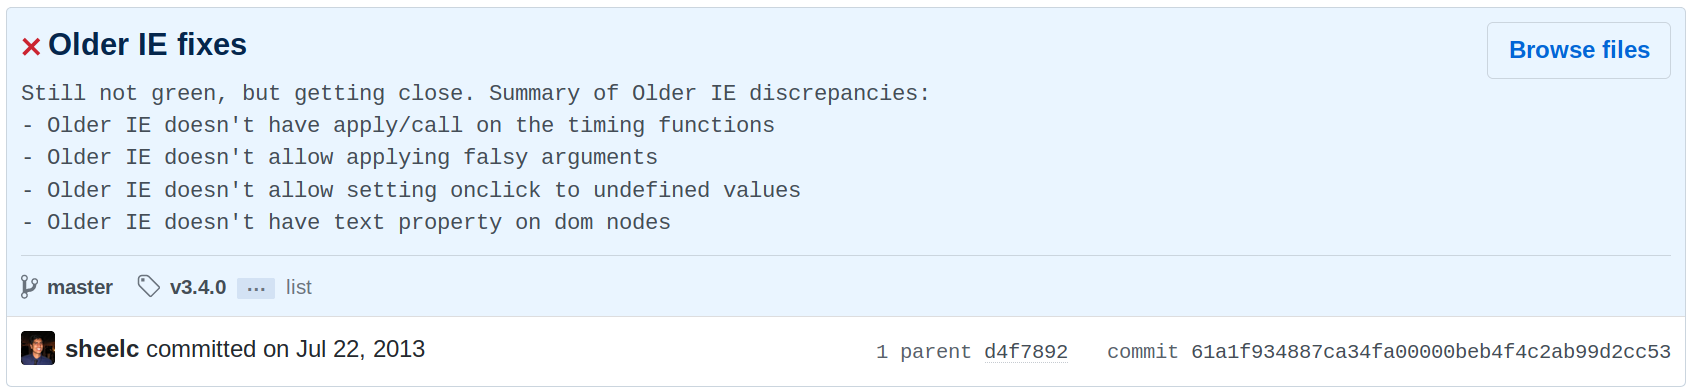 Older IE fixes
Browse files
Still not green, but getting close. Summary of Older IE discrepancies:
- Older IE doesn't have apply/call on the timing functions
- Older IE doesn't allow applying falsy arguments
- Older IE doesn't allow setting onclick to undefined values
- Older IE doesn't have text property on dom nodes
master v3.4.0 ... list
sheelc committed on Jul 22, 2013
1 parent d4f7892 commit 61a1f934887ca34fa00000beb4f4c2ab99d2cc53